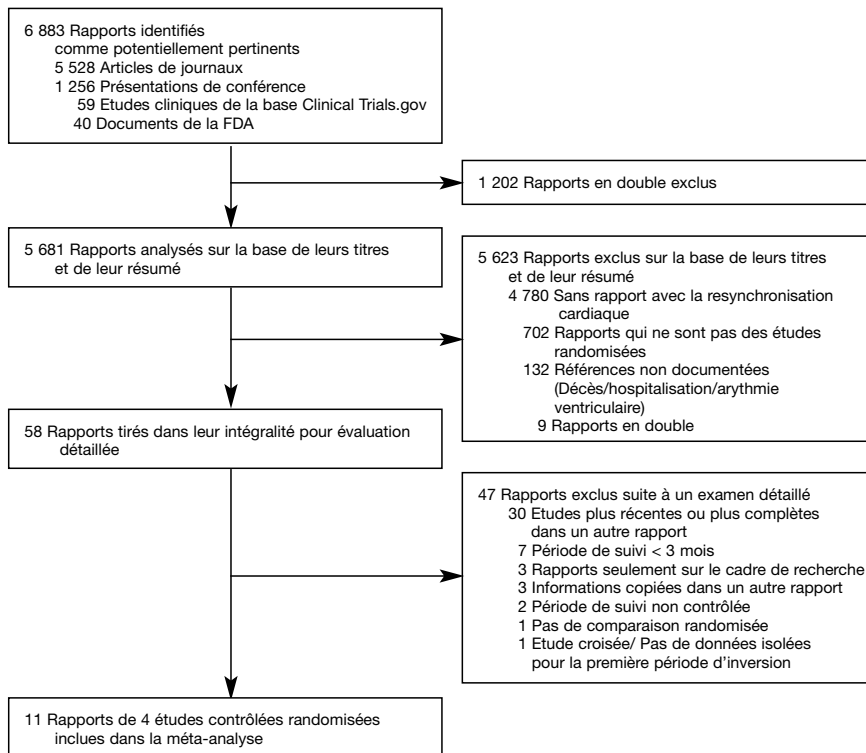 6 883 Rapports identifiés
comme potentiellement pertinents
5 528 Articles de journaux
1 256 Présentations de conférence
59 Etudes cliniques de la base Clinical Trials.gov
40 Documents de la FDA
1 202 Rapports en double exclus
5 681 Rapports analysés sur la base de leurs titres
et de leur résumé
5 623 Rapports exclus sur la base de leurs titres
et de leur résumé
4 780 Sans rapport avec la resynchronisation
cardiaque
702 Rapports qui ne sont pas des études
randomisées
132 Références non documentées
(Décès/hospitalisation/arythmie
ventriculaire)
9 Rapports en double
58 Rapports tirés dans leur intégralité pour évaluation
détaillée
47 Rapports exclus suite à un examen détaillé
30 Etudes plus récentes ou plus complètes
dans un autre rapport
7 Période de suivi < 3 mois
3 Rapports seulement sur le cadre de recherche
3 Informations copiées dans un autre rapport
2 Période de suivi non contrôlée
1 Pas de comparaison randomisée
1 Etude croisée/ Pas de données isolées
pour la première période d'inversion
11 Rapports de 4 études contrôlées randomisées
inclues dans la méta-analyse